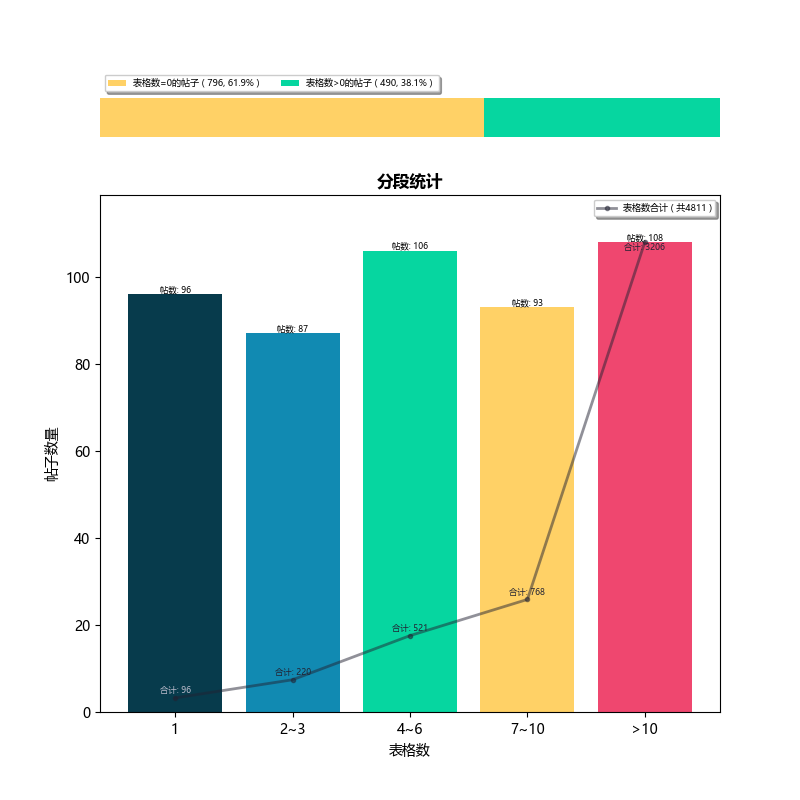 表格数=0的帖子 ( 796, 61.9% ) 表格数>0的帖子 ( 490, 38.1% )
分段统计
表格数合计 ( 共4811 )
帖子数量
100
80
60
40
20
0
帖数: 96
帖数: 87
帖数: 106
帖数: 93
帖数: 108
合计: 96
合计: 220
合计: 521
合计: 768
合计: 3206
1 2~3 4~6 7~10 >10
表格数